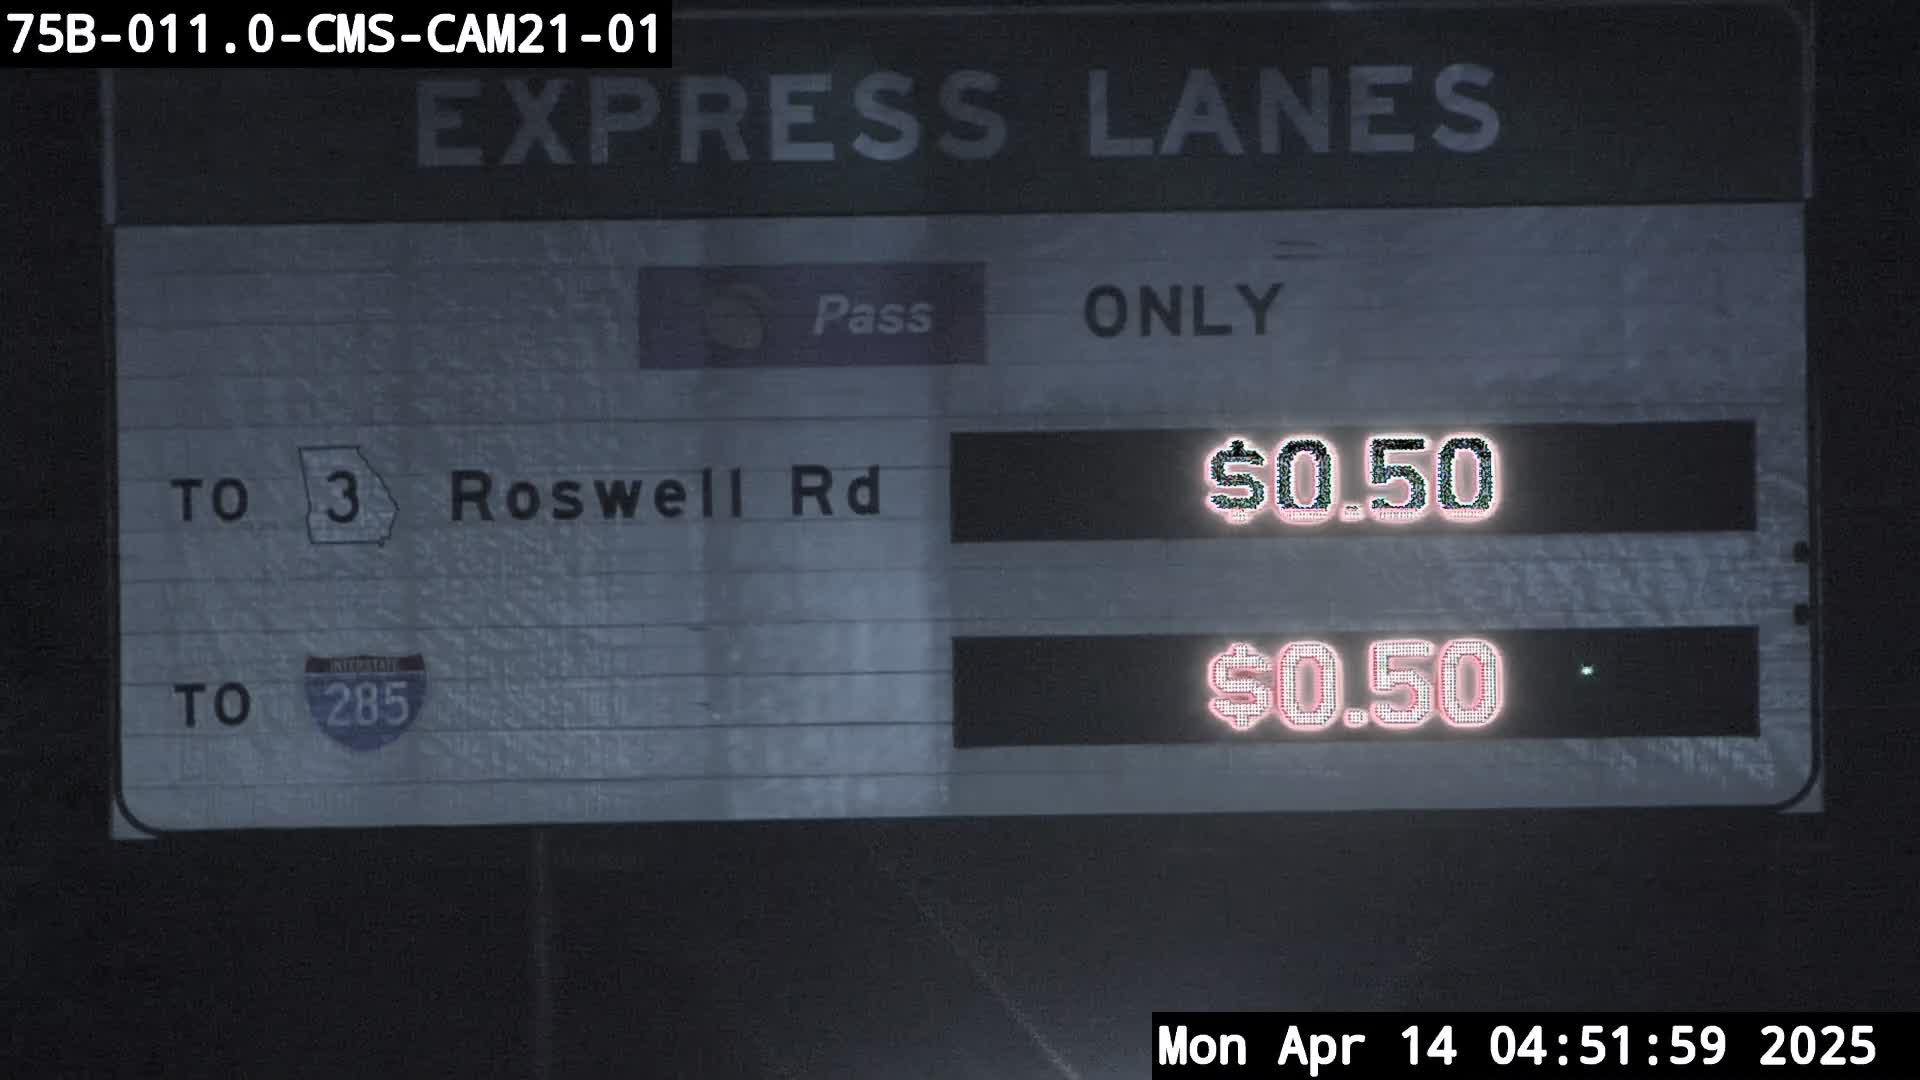 75B-011.0-CMS-CAM21-01
EXPRESS LANES
Pass ONLY
TO 3 Roswell Rd $0.50
TO INTERSTATE 285 $0.50
Mon Apr 14 04:51:59 2025